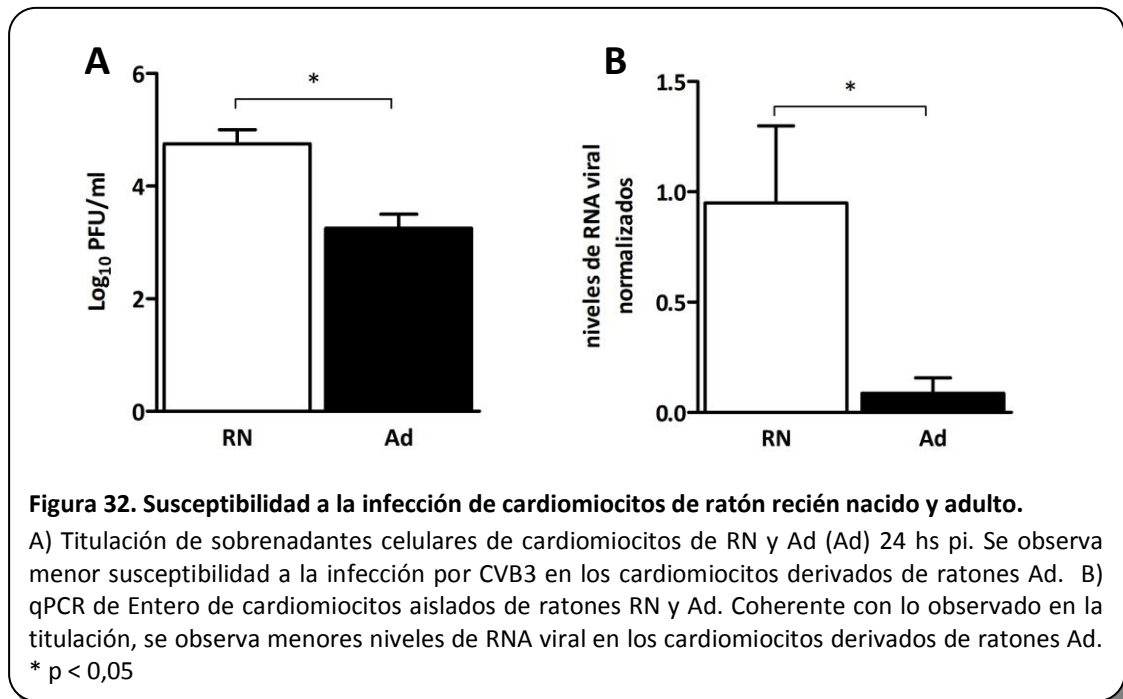 A
6
4
2
0
Log10 PFU/ml
*
RN
Ad
B
1.5
1.0
0.5
0.0
niveles de RNA viral
normalizados
*
RN
Ad
Figura 32. Susceptibilidad a la infección de cardiomiocitos de ratón recién nacido y adulto.
A) Titulación de sobrenadantes celulares de cardiomiocitos de RN y Ad (Ad) 24 hs pi. Se observa
menor susceptibilidad a la infección por CVB3 en los cardiomiocitos derivados de ratones Ad. B)
qPCR de Entero de cardiomiocitos aislados de ratones RN y Ad. Coherente con lo observado en la
titulación, se observa menores niveles de RNA viral en los cardiomiocitos derivados de ratones Ad.
* p < 0,05